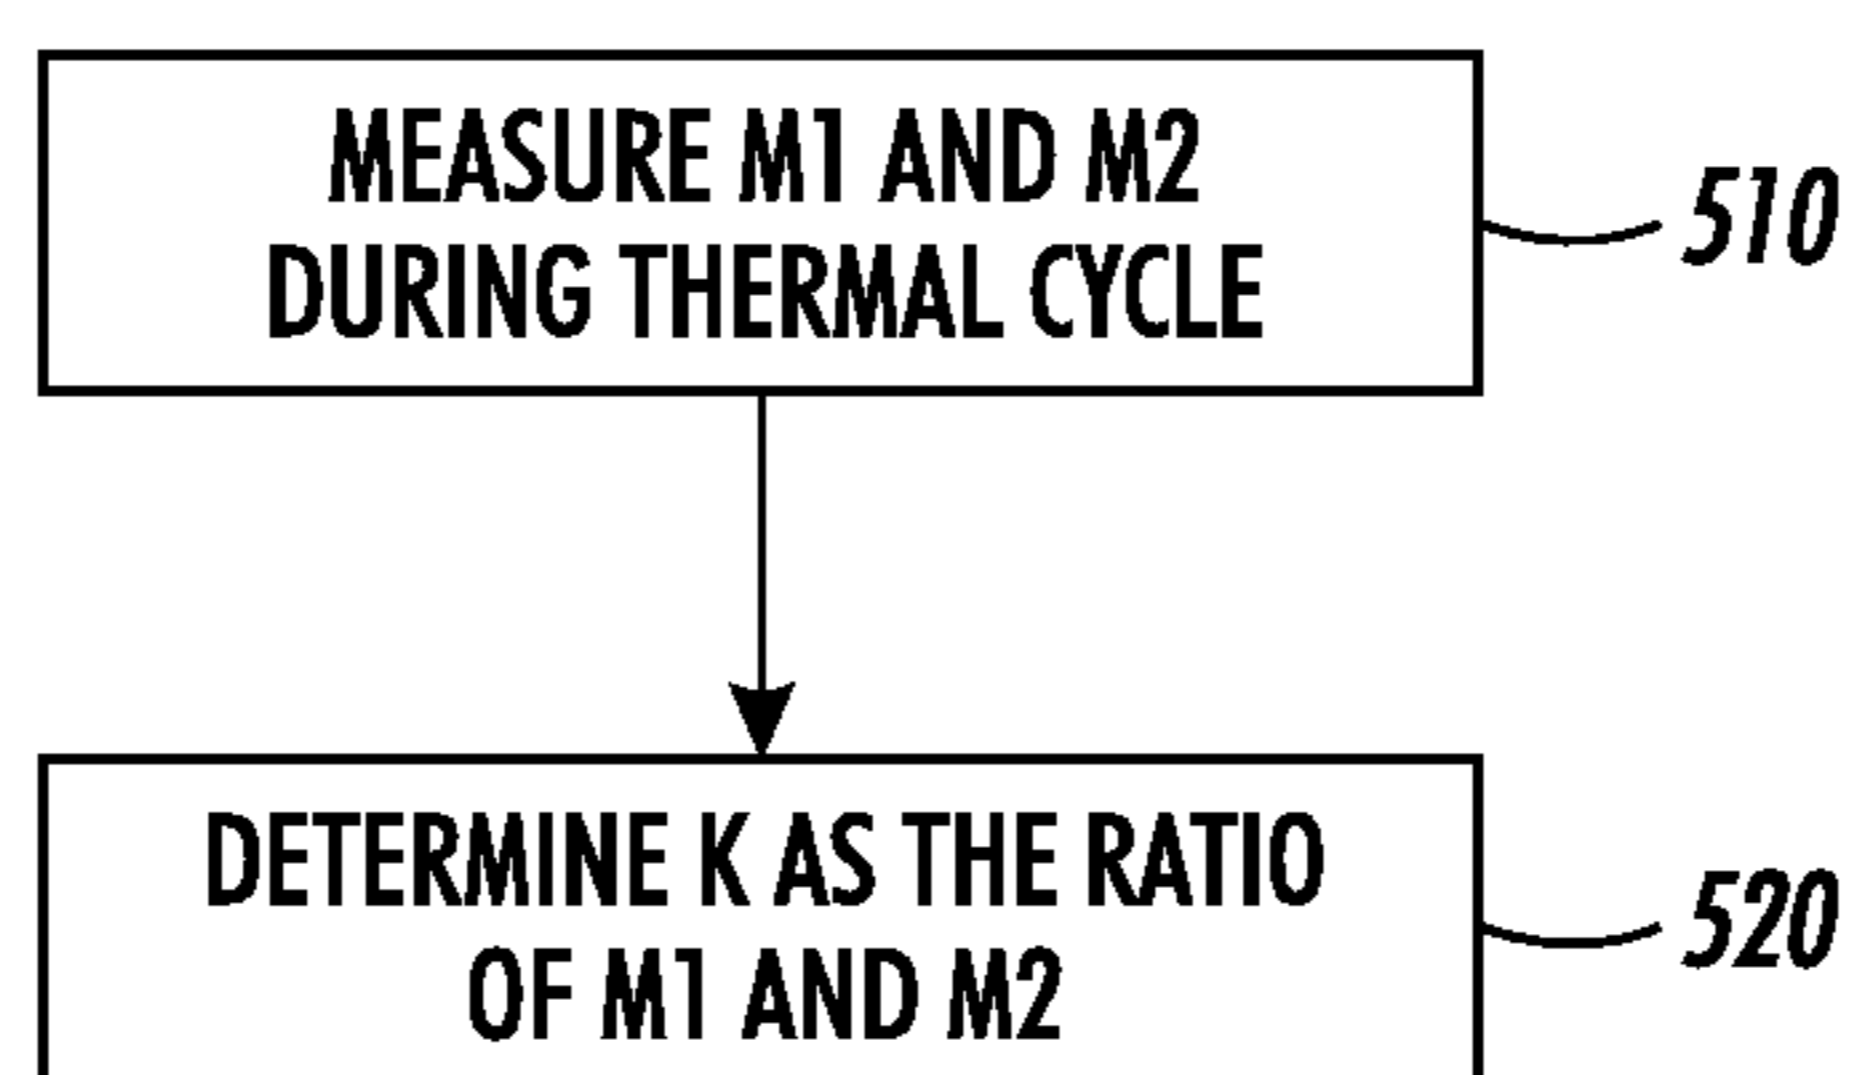 MEASURE M1 AND M2
DURING THERMAL CYCLE
510
DETERMINE K AS THE RATIO
OF M1 AND M2
520